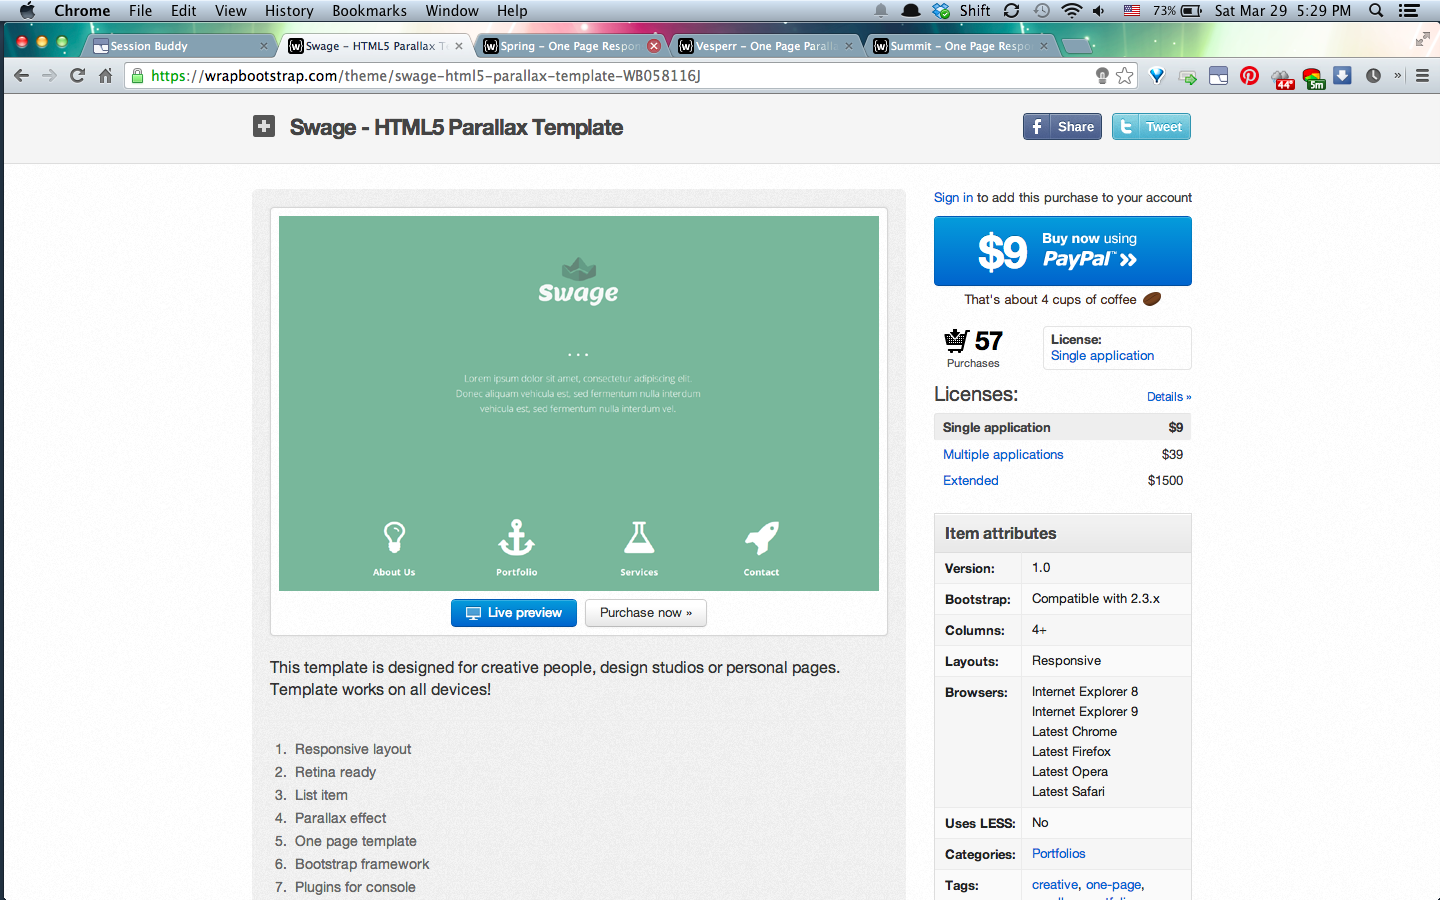 Chrome File Edit View History Bookmarks Window Help Shift 73% Sat Mar 29 5:29 PM
Session Buddy
Swage – HTML5 Parallax
Spring – One Page Respon
Vesperr – One Page Paralla
Summit – One Page Respo
https://wrapbootstrap.com/theme/swage-html5-parallax-template-WB058116J
44°
5m
Swage - HTML5 Parallax Template
Share
Tweet
Swage
...
Lorem ipsum dolor sit amet, consectetur adipiscing elit.
Donec aliquam vehicula est, sed fermentum nulla interdum
vehicula est, sed fermentum nulla interdum vel.
About Us Portfolio Services Contact
Live preview
Purchase now »
This template is designed for creative people, design studios or personal pages.
Template works on all devices!
1. Responsive layout
2. Retina ready
3. List item
4. Parallax effect
5. One page template
6. Bootstrap framework
7. Plugins for console
Sign in to add this purchase to your account
$9 Buy now using
PayPal™ »
That's about 4 cups of coffee
57
Purchases
License:
Single application
Licenses: Details »
Single application $9
Multiple applications $39
Extended $1500
Item attributes
Version: 1.0
Bootstrap: Compatible with 2.3.x
Columns: 4+
Layouts: Responsive
Browsers: Internet Explorer 8
Internet Explorer 9
Latest Chrome
Latest Firefox
Latest Opera
Latest Safari
Uses LESS: No
Categories: Portfolios
Tags: creative, one-page,